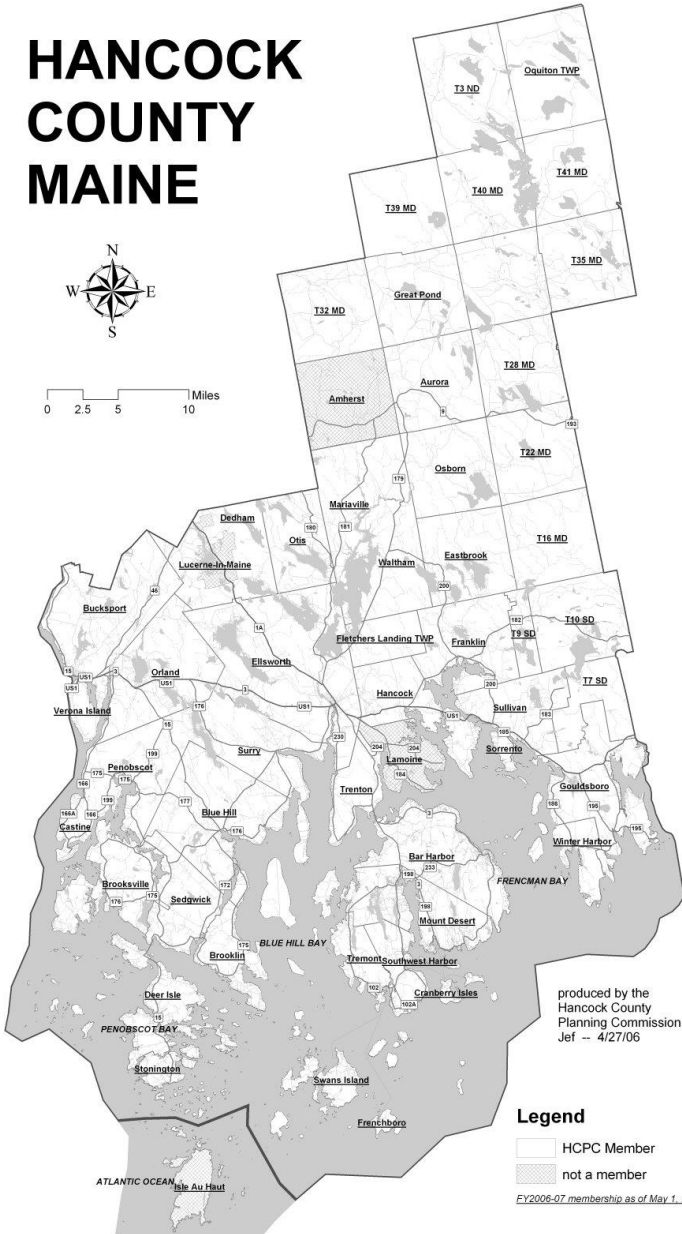 HANCOCK
COUNTY
MAINE
N
W E
S
Miles
0 2.5 5 10
T3 ND
Oquiton TWP
T39 MD
T40 MD
T41 MD
T35 MD
T32 MD
Great Pond
Amherst
Aurora
T28 MD
9
193
T22 MD
Osborn
179
Mariaville
181
180
Dedham
Otis
Lucerne-In-Maine
T16 MD
Eastbrook
Waltham
200
46
Bucksport
1A
Fletchers Landing TWP
Franklin
182
T9 SD
T10 SD
Ellsworth
Orland
15
US1
3
US1
US1
3
176
US1
Hancock
200
T7 SD
Sullivan
183
US1
185
Sorrento
Verona Island
15
230
204
204
Lamoine
184
Surry
199
Penobscot
175
175
166
Trenton
Gouldsboro
186
195
195
199
166A
166
Castine
177
Blue Hill
176
3
Winter Harbor
Bar Harbor
233
198
3
FRENCMAN BAY
Brooksville
175
176
Sedgwick
172
198
Mount Desert
BLUE HILL BAY
175
Brooklin
Tremont
Southwest Harbor
102
102A
Cranberry Isles
Deer Isle
15
PENOBSCOT BAY
Stonington
Swans Island
Frenchboro
ATLANTIC OCEAN
Isle Au Haut
produced by the
Hancock County
Planning Commission
Jef -- 4/27/06
Legend
HCPC Member
not a member
FY2006-07 membership as of May 1.